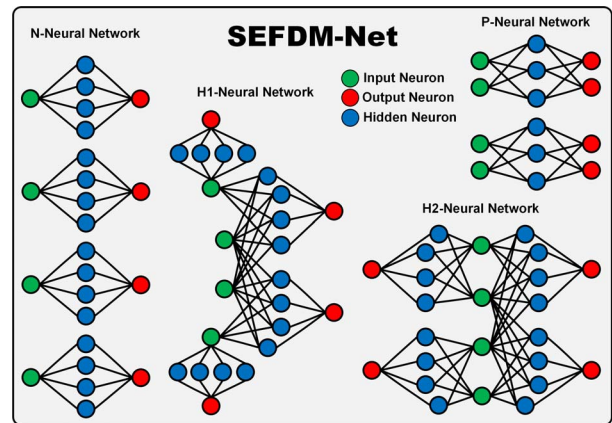 SEFDM-Net
N-Neural Network
H1-Neural Network
Input Neuron
Output Neuron
Hidden Neuron
P-Neural Network
H2-Neural Network